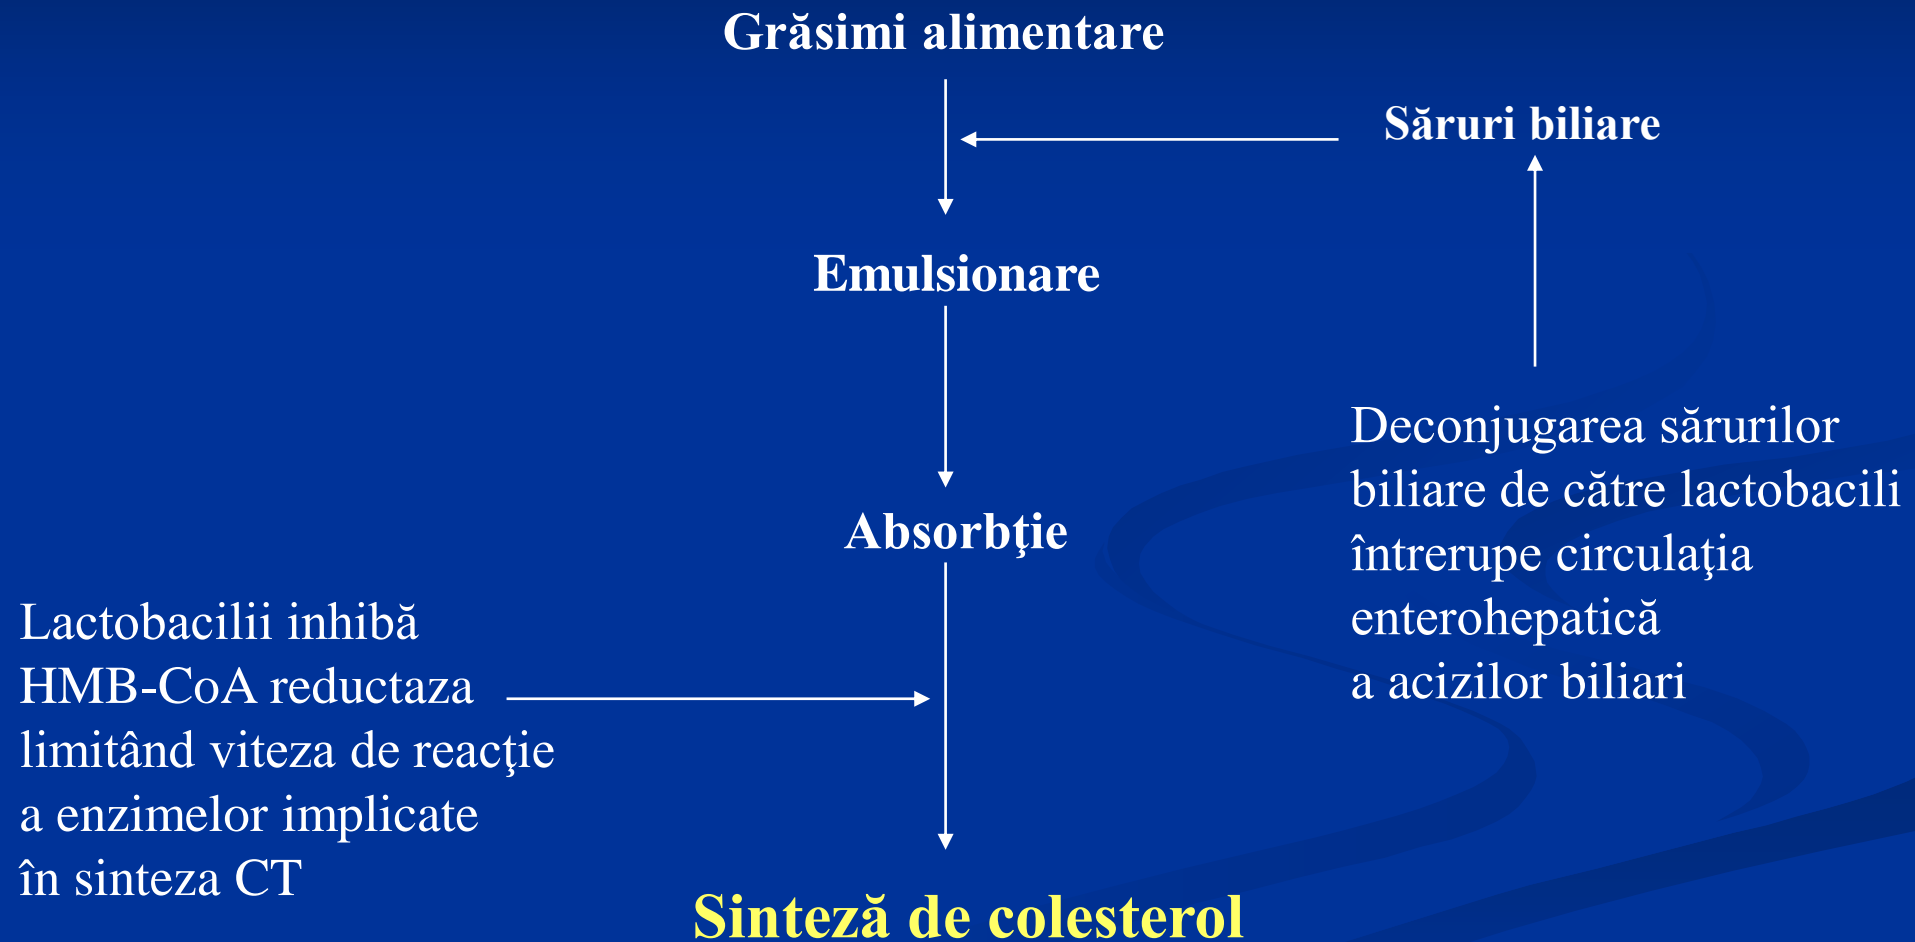 Grăsimi alimentare
Săruri biliare
Emulsionare
Deconjugarea sărurilor
biliare de către lactobacili
întrerupe circulaţia
enterohepatică
a acizilor biliari
Absorbţie
Lactobacilii inhibă
HMB-CoA reductaza
limitând viteza de reacţie
a enzimelor implicate
în sinteza CT
Sinteză de colesterol